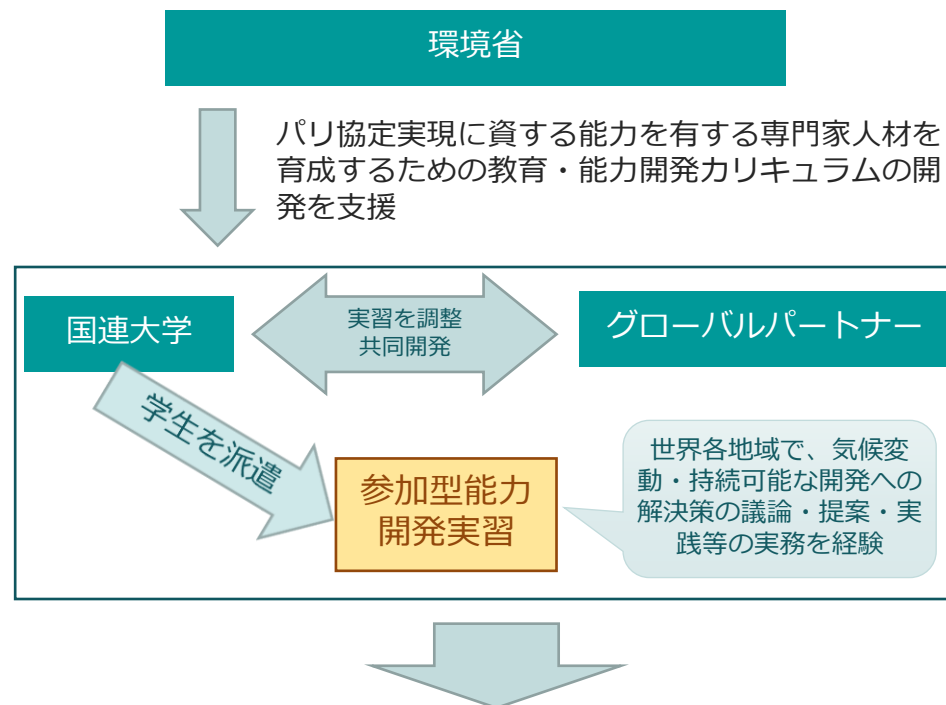 環境省
パリ協定実現に資する能力を有する専門家人材を
育成するための教育・能力開発カリキュラムの開
発を支援
国連大学
実習を調整
共同開発
グローバルパートナー
学生を派遣
参加型能力
開発実習
世界各地域で、気候変
動・持続可能な開発への
解決策の議論・提案・実
践等の実務を経験